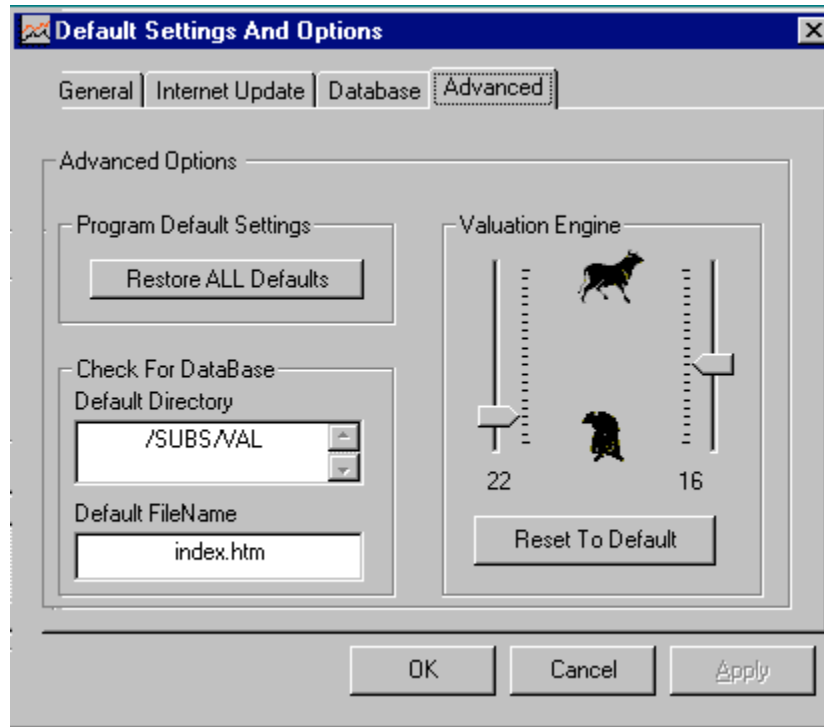 Default Settings And Options
General Internet Update Database Advanced
Advanced Options
Program Default Settings
Restore ALL Defaults
Check For DataBase
Default Directory
/SUBS/VAL
Default FileName
index.htm
Valuation Engine
22 16
Reset To Default
OK Cancel Apply